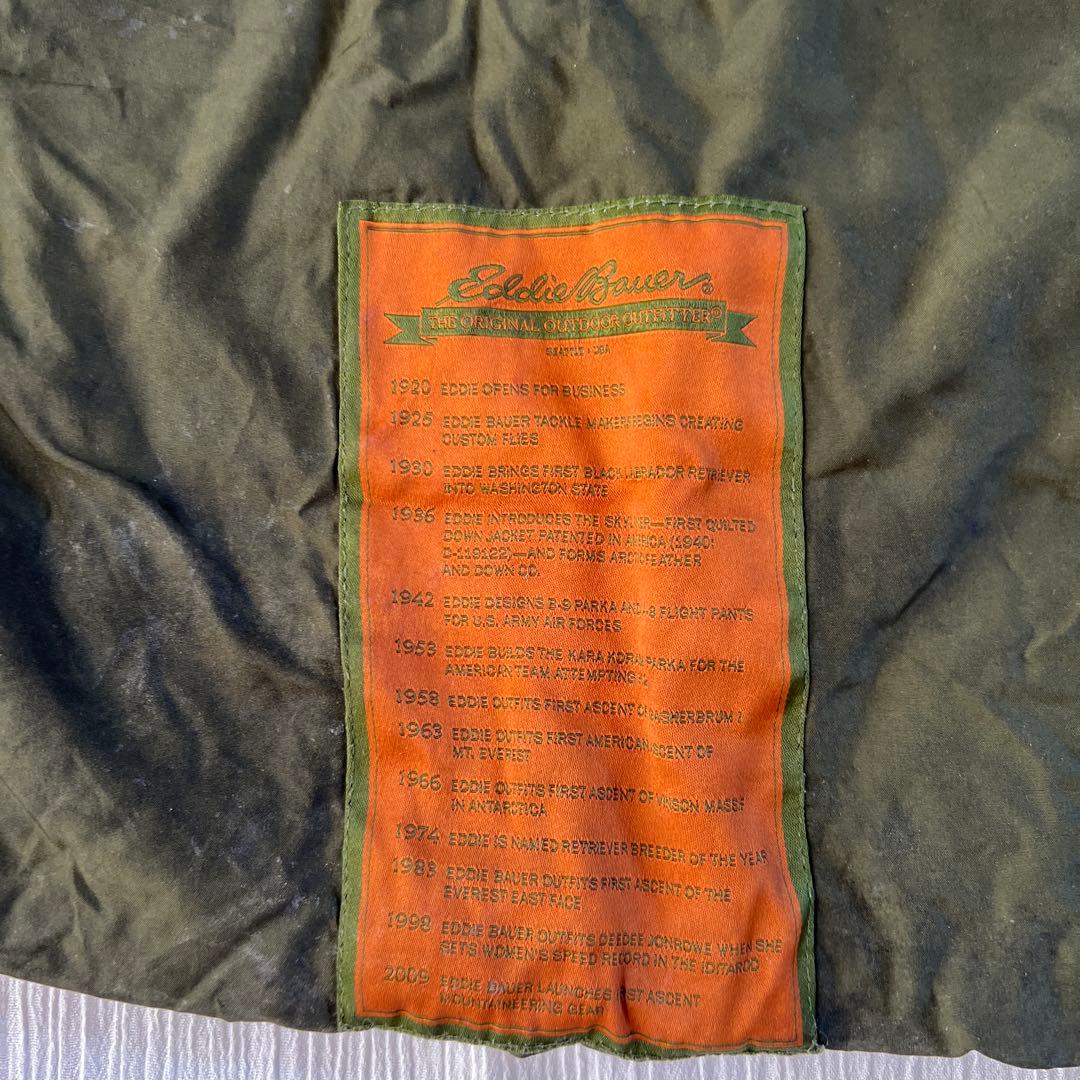 Eddie Bauer®
THE ORIGINAL OUTDOOR OUTFITTER®
SEATTLE · USA
1920 EDDIE OPENS FOR BUSINESS
1925 EDDIE BAUER TACKLE MAKERS BEGINS CREATING
CUSTOM FLIES
1930 EDDIE BRINGS FIRST BLACK LABRADOR RETRIEVER
INTO WASHINGTON STATE
1936 EDDIE INTRODUCES THE SKYLINER—FIRST QUILTED
DOWN JACKET PATENTED IN AMERICA (1940:
D-119122)—AND FORMS ARCTIC FEATHER
AND DOWN CO.
1942 EDDIE DESIGNS B-9 PARKA AND FLIGHT PANTS
FOR U.S. ARMY AIR FORCES
1953 EDDIE BUILDS THE KARA KORAM PARKA FOR THE
AMERICAN TEAM ATTEMPTING
1958 EDDIE OUTFITS FIRST ASCENT OF GASHERBRUM I
1963 EDDIE OUTFITS FIRST AMERICAN ASCENT OF
MT. EVEREST
1966 EDDIE OUTFITS FIRST ASCENT OF VINSON MASSIF
IN ANTARCTICA
1974 EDDIE IS NAMED RETRIEVER BREEDER OF THE YEAR
1983 EDDIE BAUER OUTFITS FIRST ASCENT OF THE
EVEREST EAST FACE
1998 EDDIE BAUER OUTFITS DEEDEE JONROWE WHEN SHE
SETS WOMEN'S SPEED RECORD IN THE IDITAROD
2009 EDDIE BAUER LAUNCHES FIRST ASCENT
MOUNTAINEERING GEAR